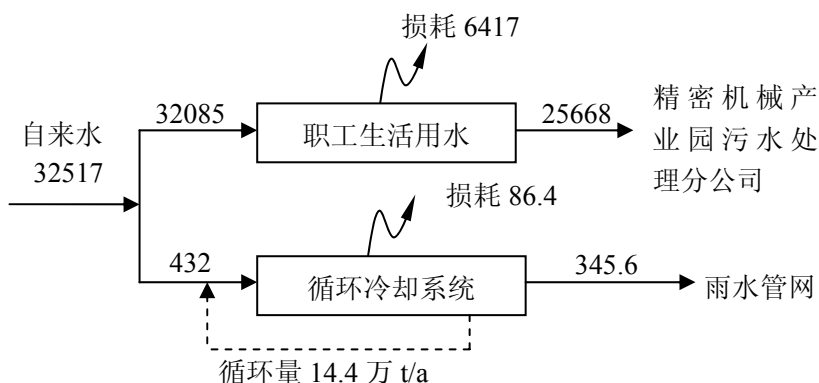 损耗 6417
32085
职工生活用水
25668
精密机械产
业园污水处
理分公司
自来水
32517
损耗 86.4
432
循环冷却系统
345.6
雨水管网
循环量 14.4 万 t/a